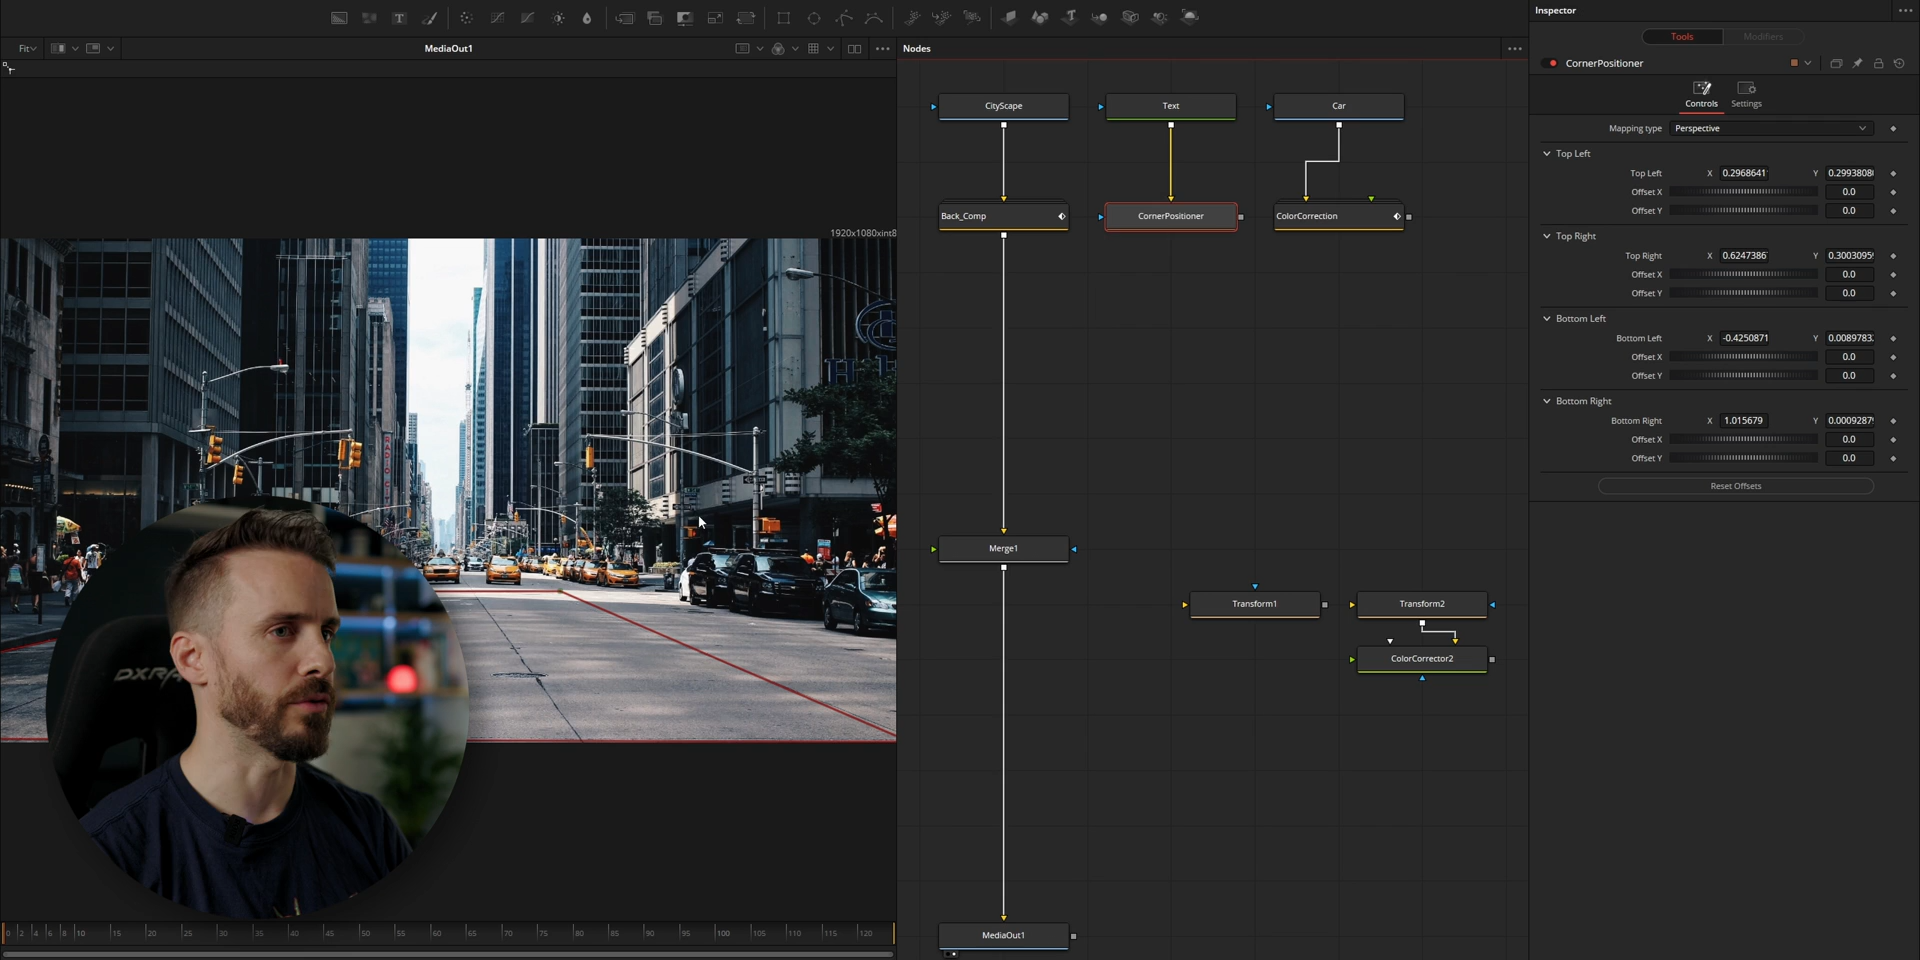 Inspector
Tools
Modifiers
Fit
MediaOut1
Nodes
CornerPositioner
Controls
Settings
CityScape
Text
Car
Mapping type
Perspective
Top Left
Top Left X 0.2968641 Y 0.2993808
Offset X 0.0
Offset Y 0.0
Back_Comp
CornerPositioner
ColorCorrection
1920x1080xint8
Top Right
Top Right X 0.6247386 Y 0.3003095
Offset X 0.0
Offset Y 0.0
Bottom Left
Bottom Left X -0.4250871 Y 0.0089783
Offset X 0.0
Offset Y 0.0
Bottom Right
Bottom Right X 1.015679 Y 0.0009287
Offset X 0.0
Offset Y 0.0
Reset Offsets
Merge1
Transform1
Transform2
ColorCorrector2
DXRA
0 2 4 6 8 10 15 20 25 30 35 40 45 50 55 60 65 70 75 80 85 90 95 100 105 110 115 120
MediaOut1